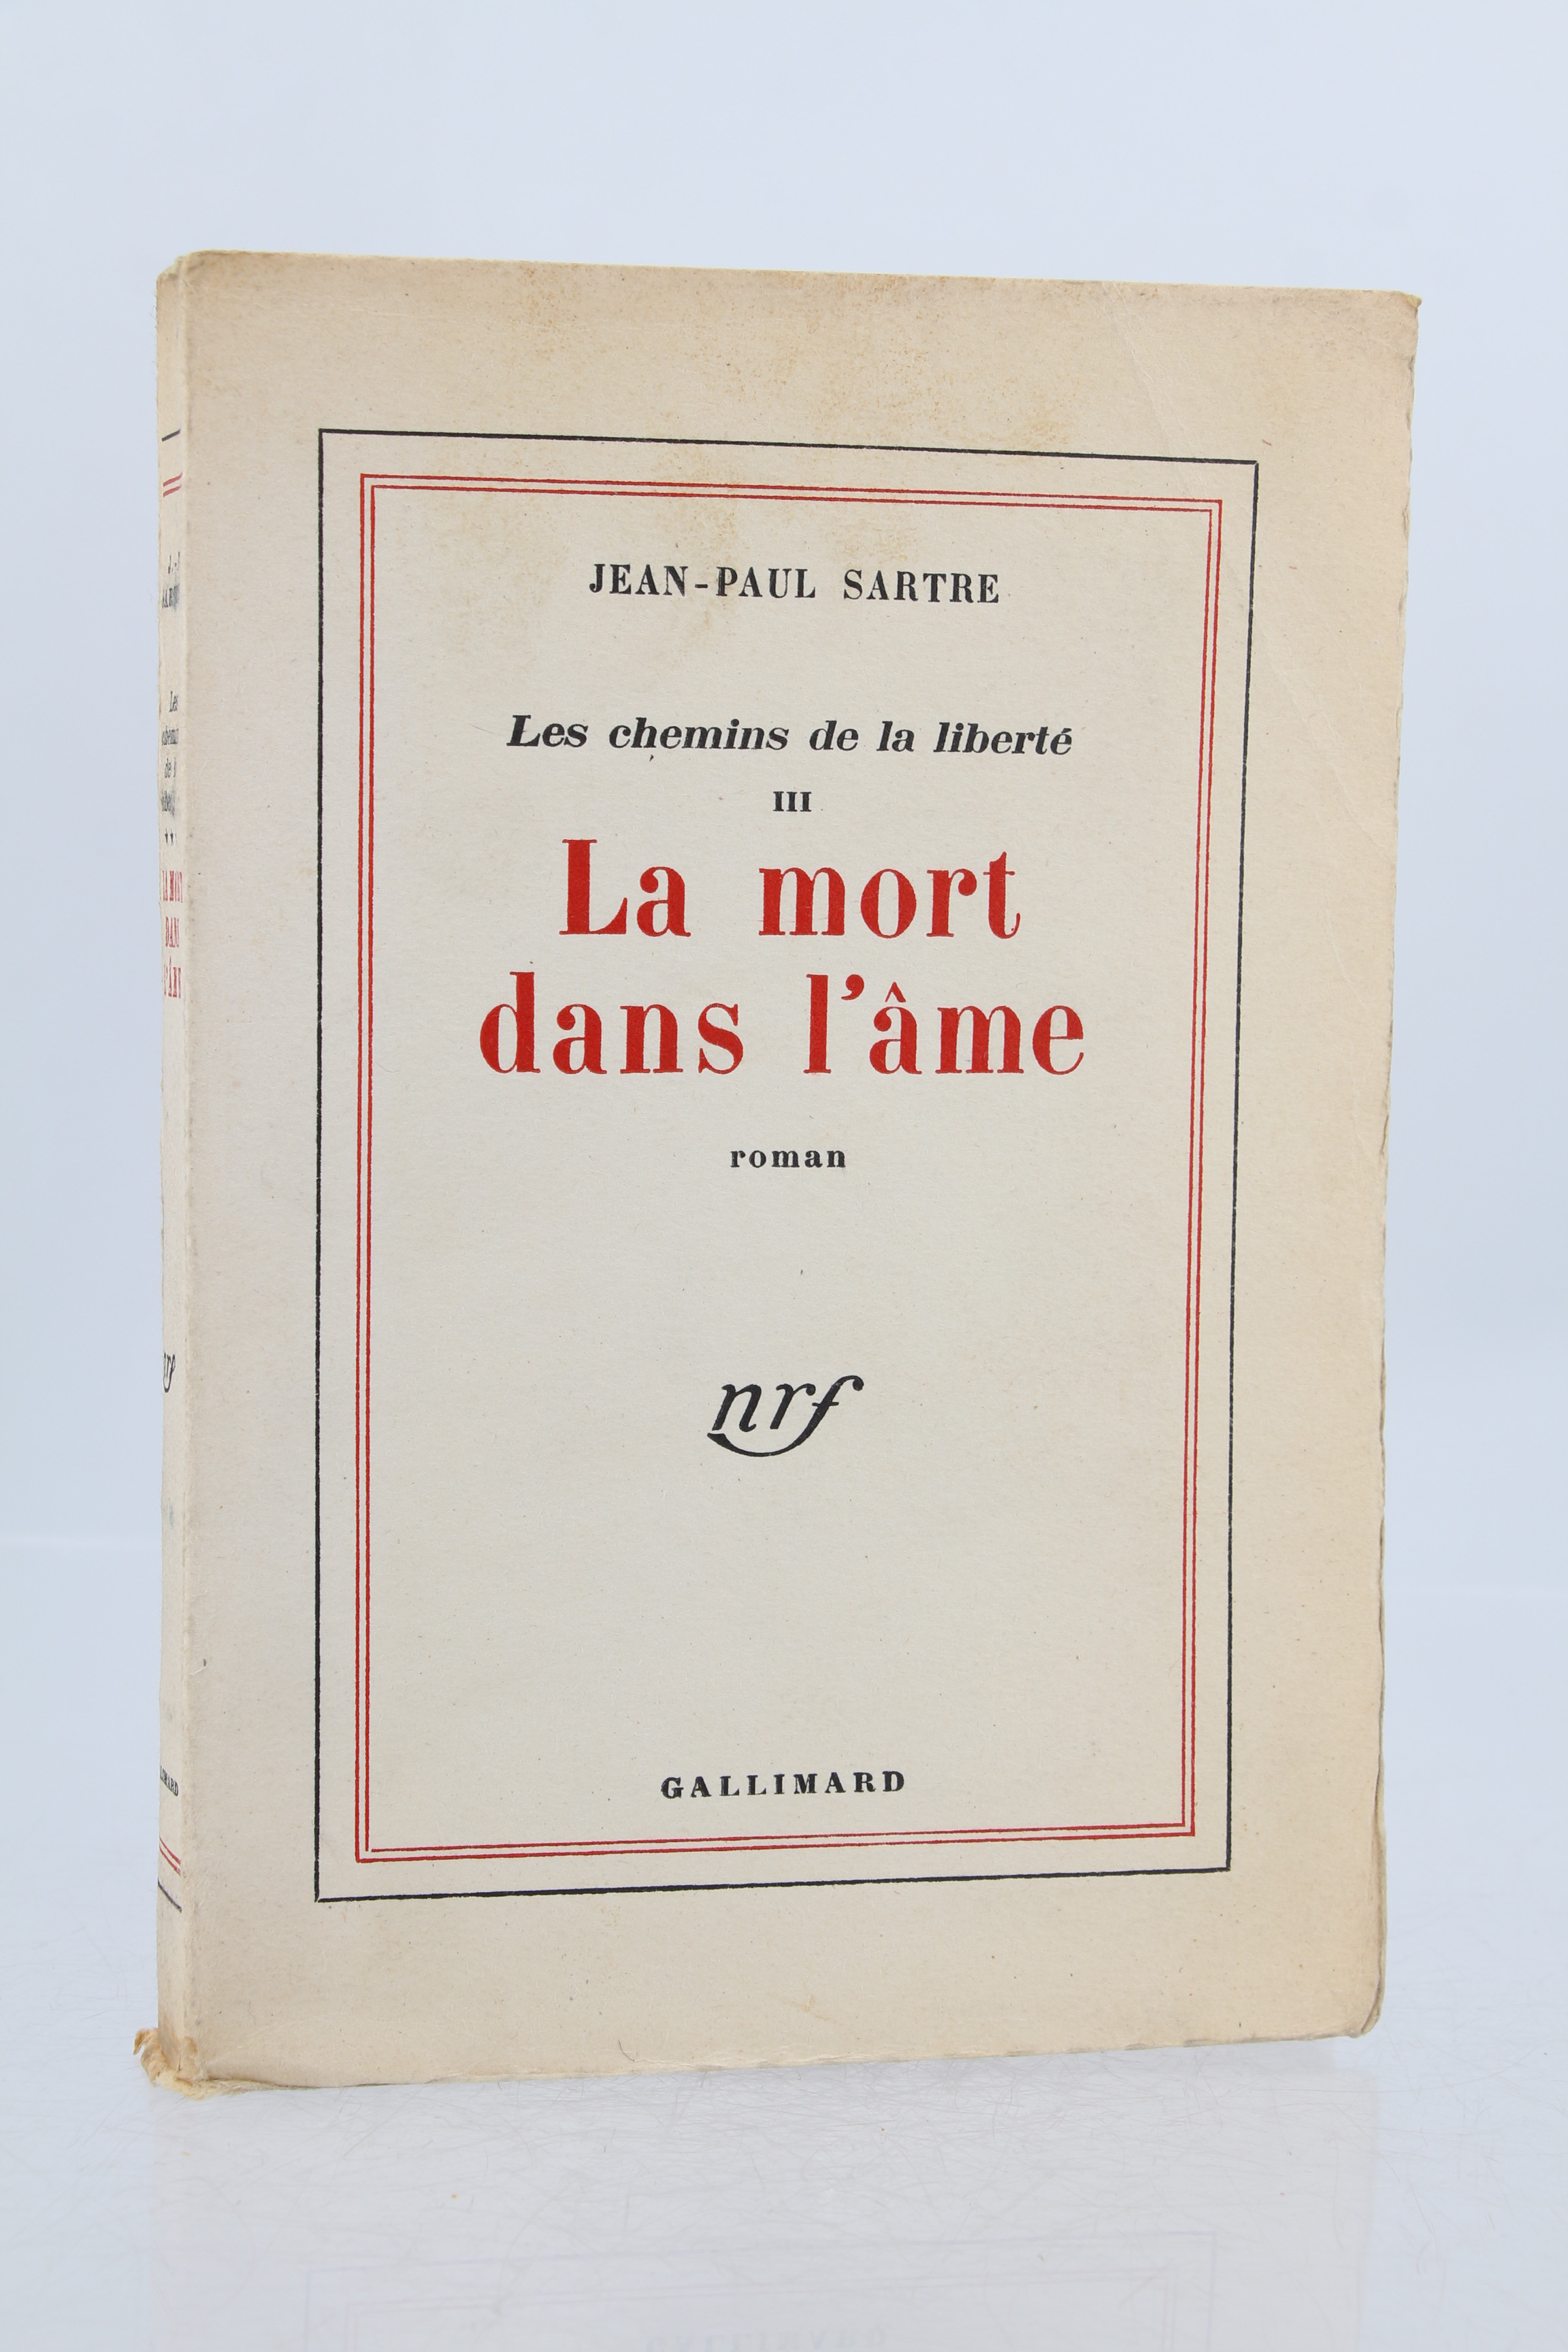 JEAN-PAUL SARTRE
Les chemins de la liberté
III
La mort
dans l'âme
roman
nrf
GALLIMARD